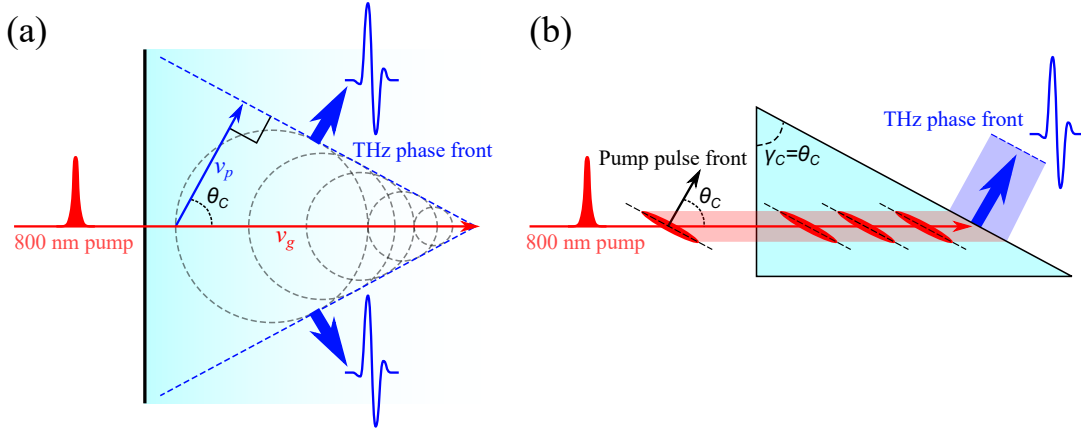 (a)
THz phase front
v_p
θ_C
v_g
800 nm pump
(b)
THz phase front
γ_C=θ_C
Pump pulse front
θ_C
800 nm pump